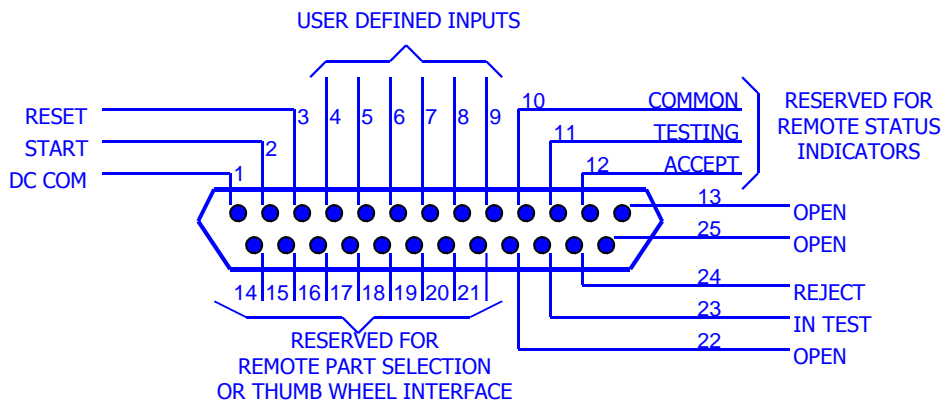 USER DEFINED INPUTS
RESET
START
DC COM
1
2
3
4
5
6
7
8
9
10
COMMON
11
TESTING
12
ACCEPT
RESERVED FOR
REMOTE STATUS
INDICATORS
13
OPEN
25
OPEN
24
REJECT
23
IN TEST
22
OPEN
14
15
16
17
18
19
20
21
RESERVED FOR
REMOTE PART SELECTION
OR THUMB WHEEL INTERFACE